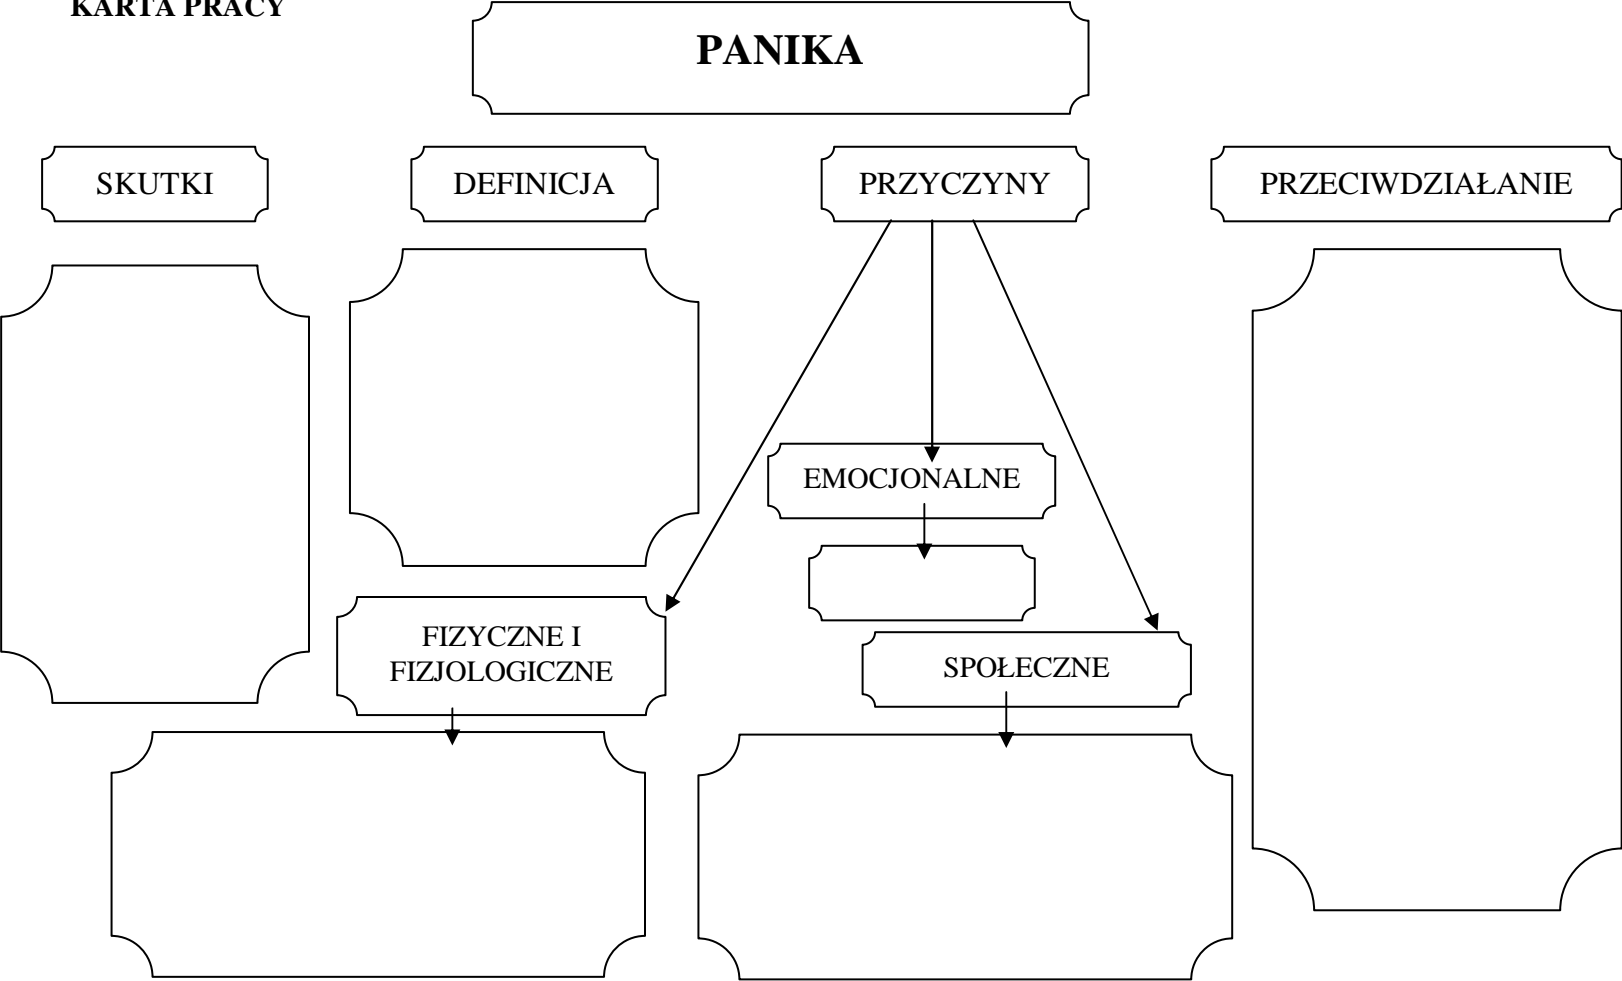 KARTA PRACY
PANIKA
SKUTKI
DEFINICJA
PRZYCZYNY
PRZECIWDZIAŁANIE
EMOCJONALNE
FIZYCZNE I
FIZJOLOGICZNE
SPOŁECZNE